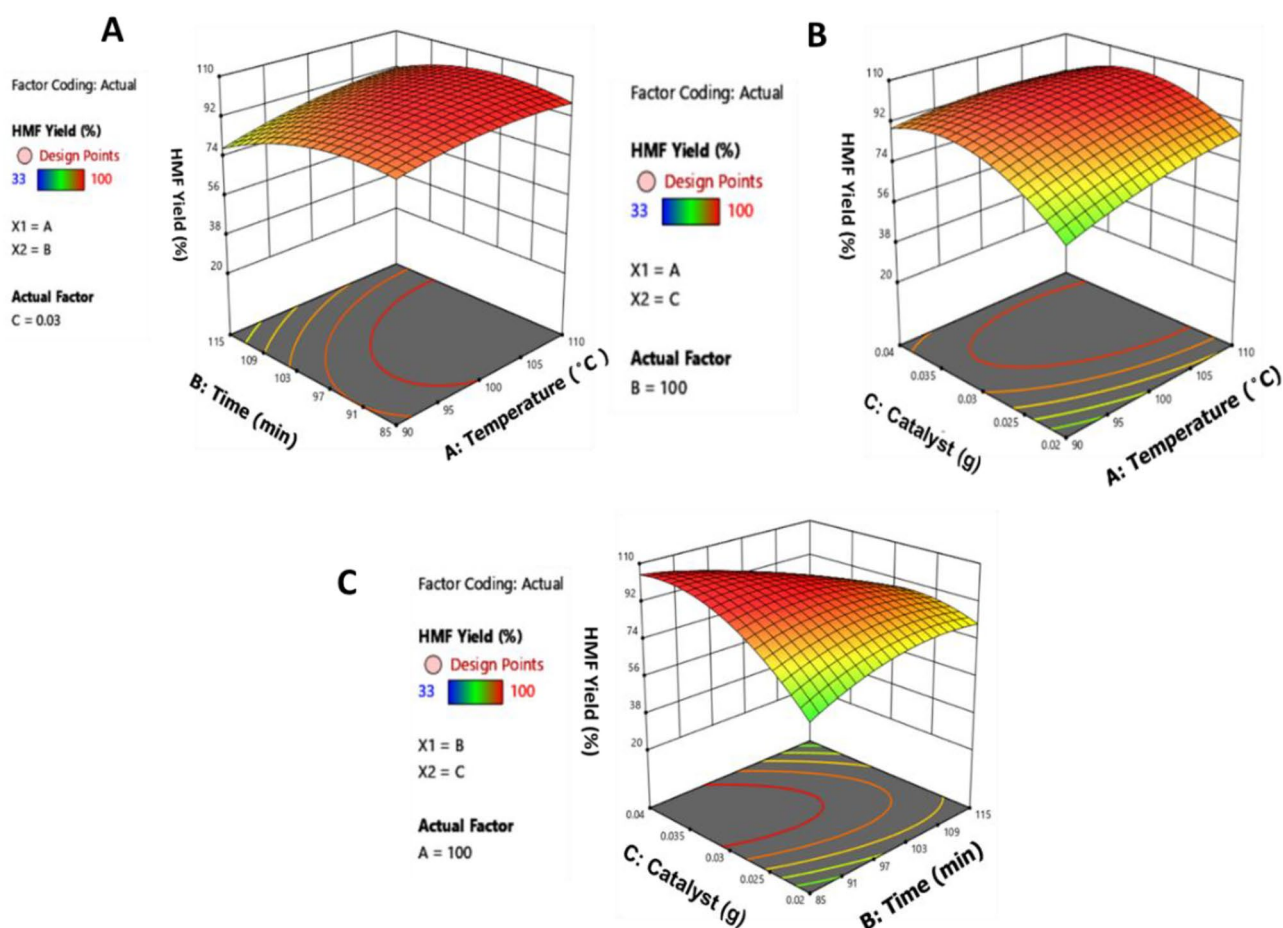 A
Factor Coding: Actual
HMF Yield (%)
Design Points
33 100
X1 = A
X2 = B
Actual Factor
C = 0.03
HMF Yield (%)
110
92
74
56
38
20
115
109
103
97
91
85
B: Time (min)
90
95
100
105
110
A: Temperature (°C)
B
Factor Coding: Actual
HMF Yield (%)
Design Points
33 100
X1 = A
X2 = C
Actual Factor
B = 100
HMF Yield (%)
110
92
74
56
38
20
0.04
0.035
0.03
0.025
0.02
C: Catalyst (g)
90
95
100
105
110
A: Temperature (°C)
C
Factor Coding: Actual
HMF Yield (%)
Design Points
33 100
X1 = B
X2 = C
Actual Factor
A = 100
HMF Yield (%)
110
92
74
56
38
20
0.04
0.035
0.03
0.025
0.02
C: Catalyst (g)
85
91
97
103
109
115
B: Time (min)